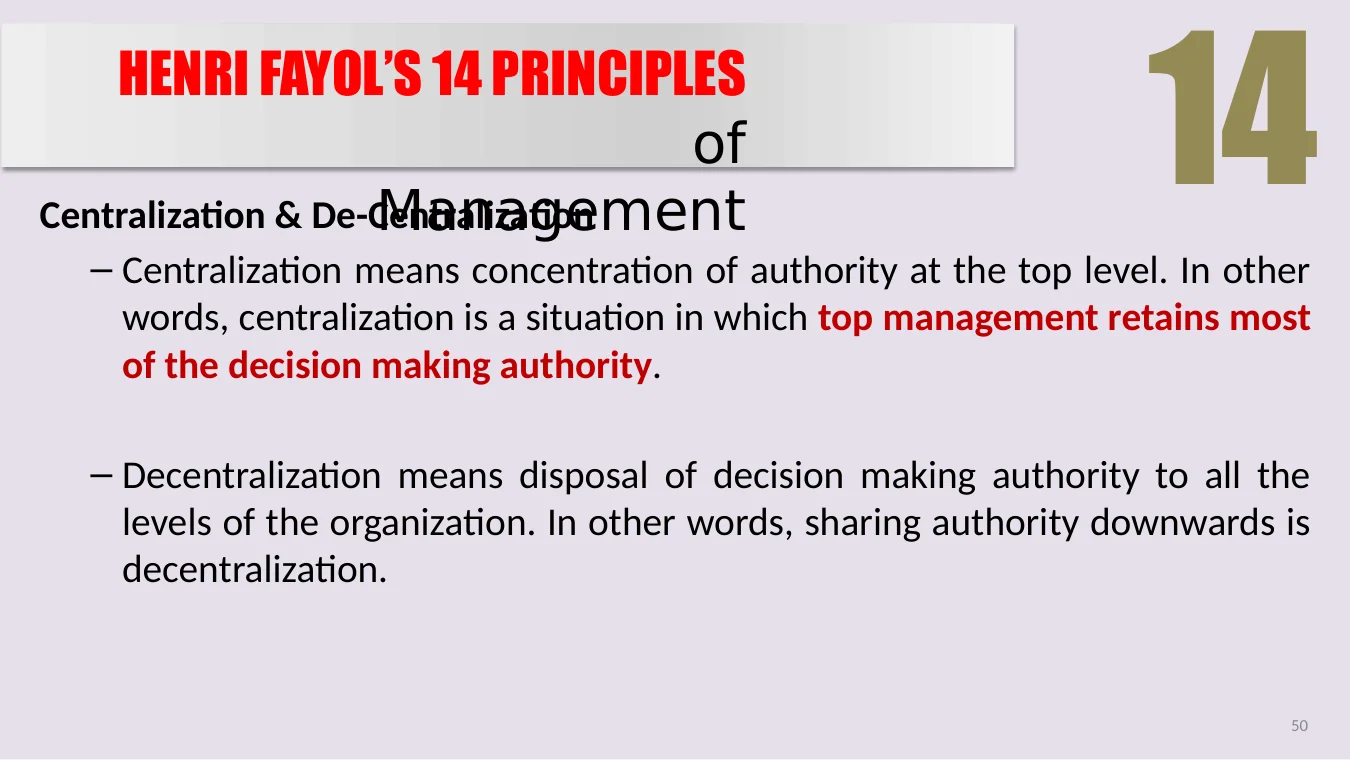 HENRI FAYOL’S 14 PRINCIPLES
of
Management
14
Centralization & De-Centralization
– Centralization means concentration of authority at the top level. In other
words, centralization is a situation in which top management retains most
of the decision making authority.
– Decentralization means disposal of decision making authority to all the
levels of the organization. In other words, sharing authority downwards is
decentralization.
50